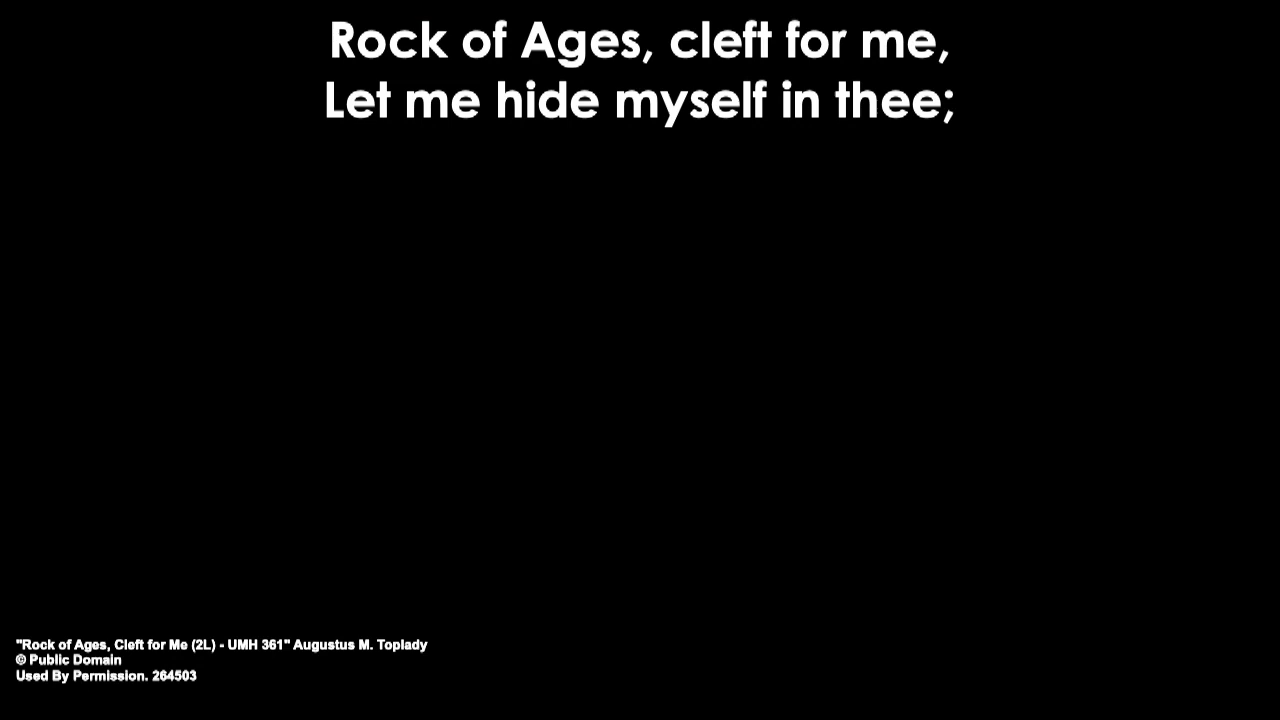 Rock of Ages, cleft for me,
Let me hide myself in thee;
"Rock of Ages, Cleft for Me (2L) - UMH 361" Augustus M. Toplady
© Public Domain
Used By Permission. 264503